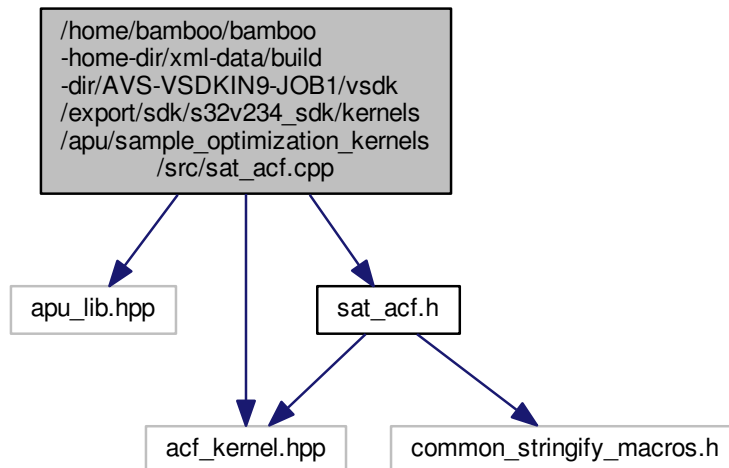 /home/bamboo/bamboo
-home-dir/xml-data/build
-dir/AVS-VSDKIN9-JOB1/vsdk
/export/sdk/s32v234_sdk/kernels
/apu/sample_optimization_kernels
/src/sat_acf.cpp
apu_lib.hpp
sat_acf.h
acf_kernel.hpp
common_stringify_macros.h